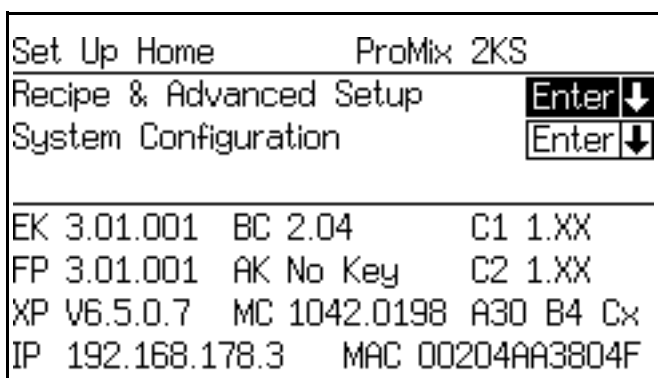 Set Up Home ProMix 2KS
Recipe & Advanced Setup Enter
System Configuration Enter
EK 3.01.001 BC 2.04 C1 1.XX
FP 3.01.001 AK No Key C2 1.XX
XP V6.5.0.7 MC 1042.0198 A30 B4 Cx
IP 192.168.178.3 MAC 00204AA3804F